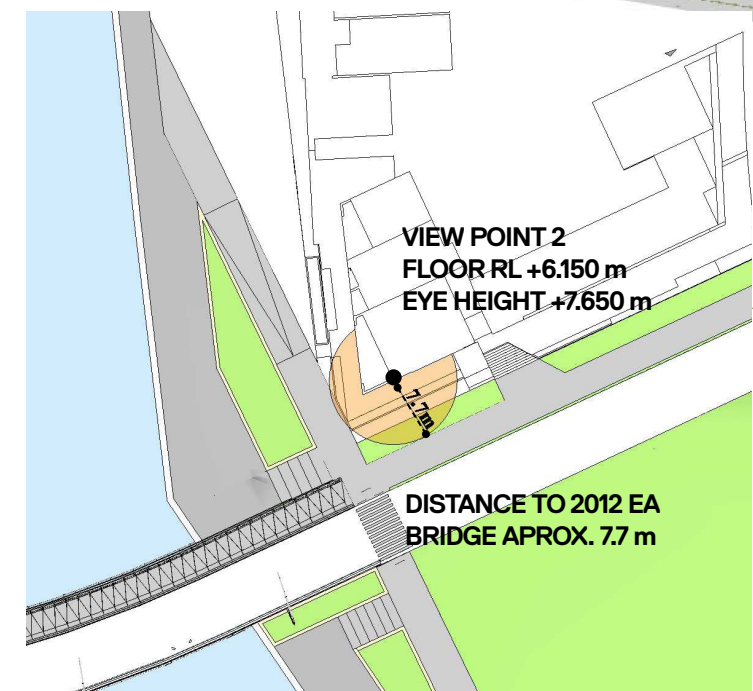 VIEW POINT 2
FLOOR RL +6.150 m
EYE HEIGHT +7.650 m
7.7m
DISTANCE TO 2012 EA
BRIDGE APROX. 7.7 m